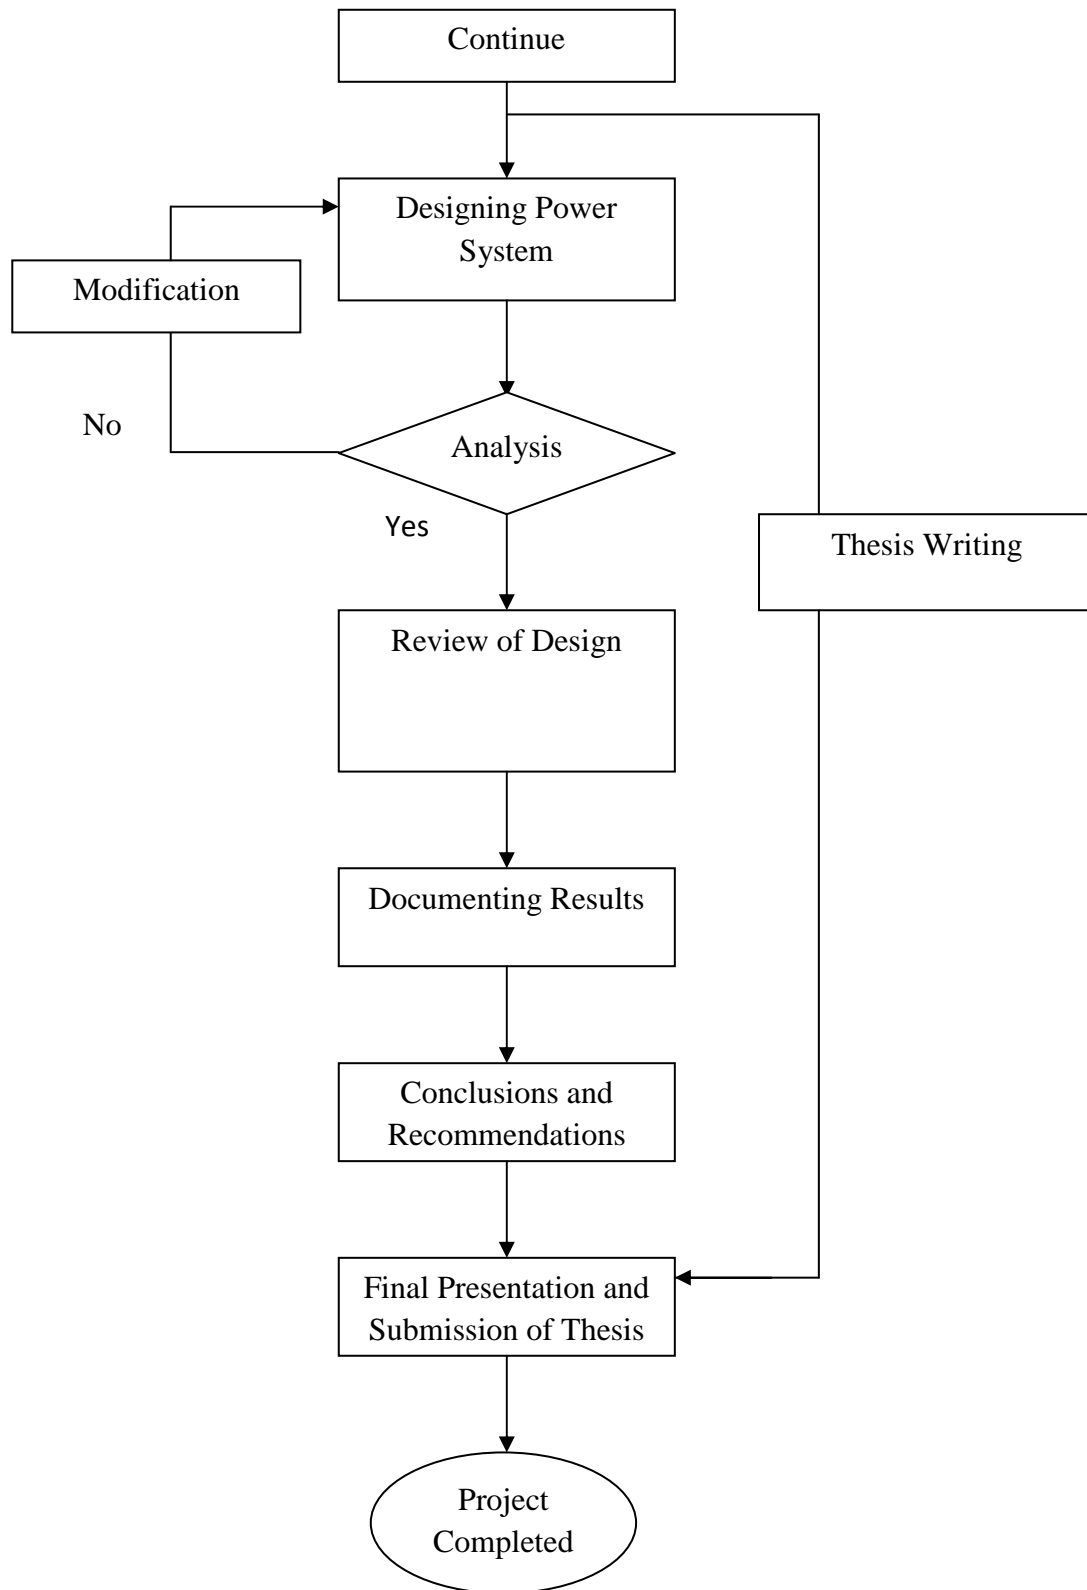 Continue
Designing Power
System
Modification
No
Analysis
Yes
Thesis Writing
Review of Design
Documenting Results
Conclusions and
Recommendations
Final Presentation and
Submission of Thesis
Project
Completed